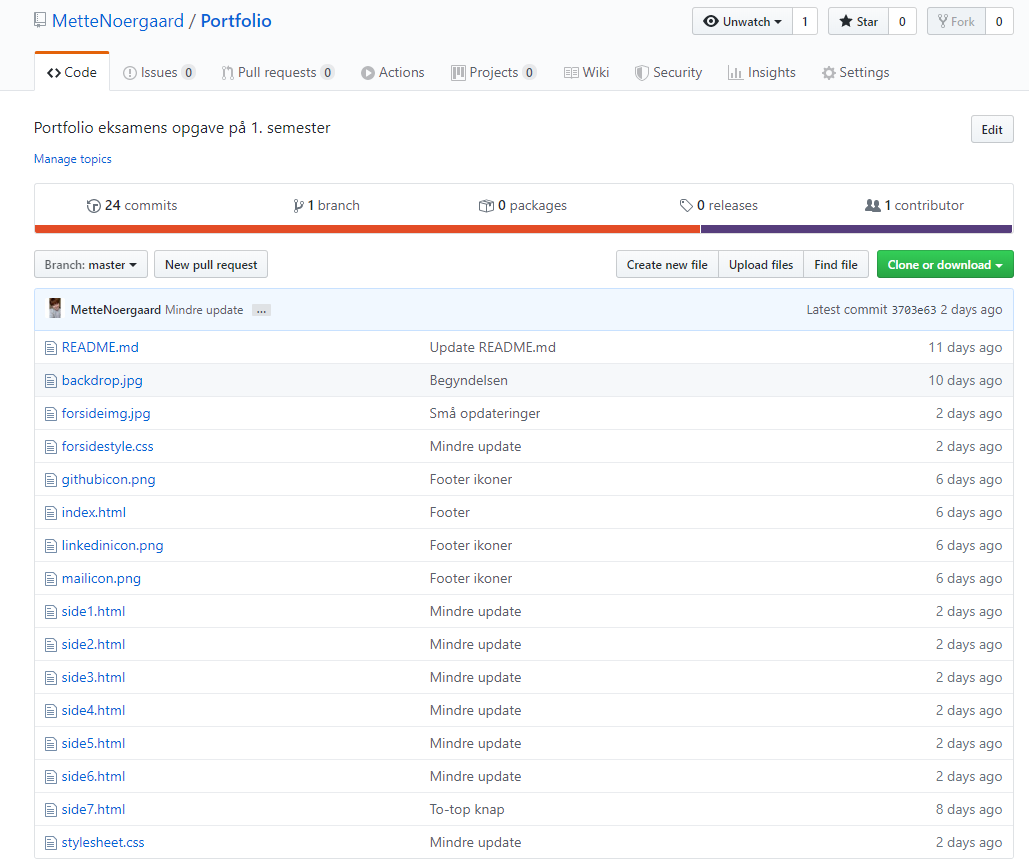 MetteNoergaard / Portfolio
Unwatch 1 Star 0 Fork 0
Code Issues 0 Pull requests 0 Actions Projects 0 Wiki Security Insights Settings
Portfolio eksamens opgave på 1. semester
Edit
Manage topics
24 commits 1 branch 0 packages 0 releases 1 contributor
Branch: master New pull request Create new file Upload files Find file Clone or download
MetteNoergaard Mindre update ... Latest commit 3703e63 2 days ago
README.md Update README.md 11 days ago
backdrop.jpg Begyndelsen 10 days ago
forsideimg.jpg Små opdateringer 2 days ago
forsidestyle.css Mindre update 2 days ago
githubicon.png Footer ikoner 6 days ago
index.html Footer 6 days ago
linkedinicon.png Footer ikoner 6 days ago
mailicon.png Footer ikoner 6 days ago
side1.html Mindre update 2 days ago
side2.html Mindre update 2 days ago
side3.html Mindre update 2 days ago
side4.html Mindre update 2 days ago
side5.html Mindre update 2 days ago
side6.html Mindre update 2 days ago
side7.html To-top knap 8 days ago
stylesheet.css Mindre update 2 days ago